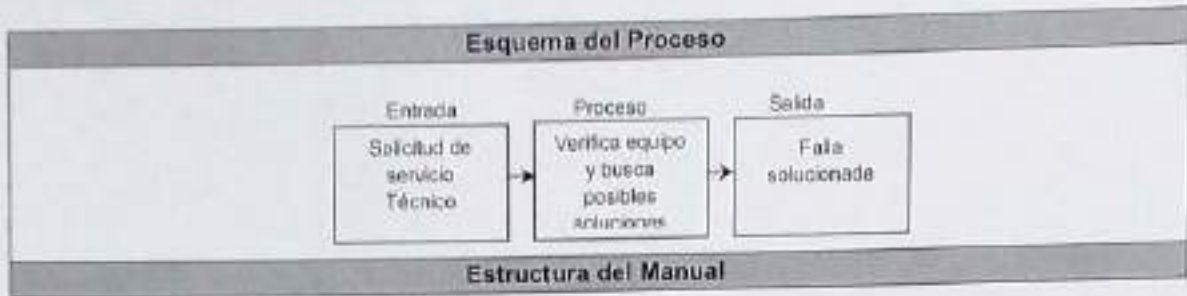 Esquema del Proceso
Entrada
Solicitud de
servicio
Técnico
Proceso
Verifica equipo
y busca
posibles
soluciones
Salida
Falla
solucionada
Estructura del Manual